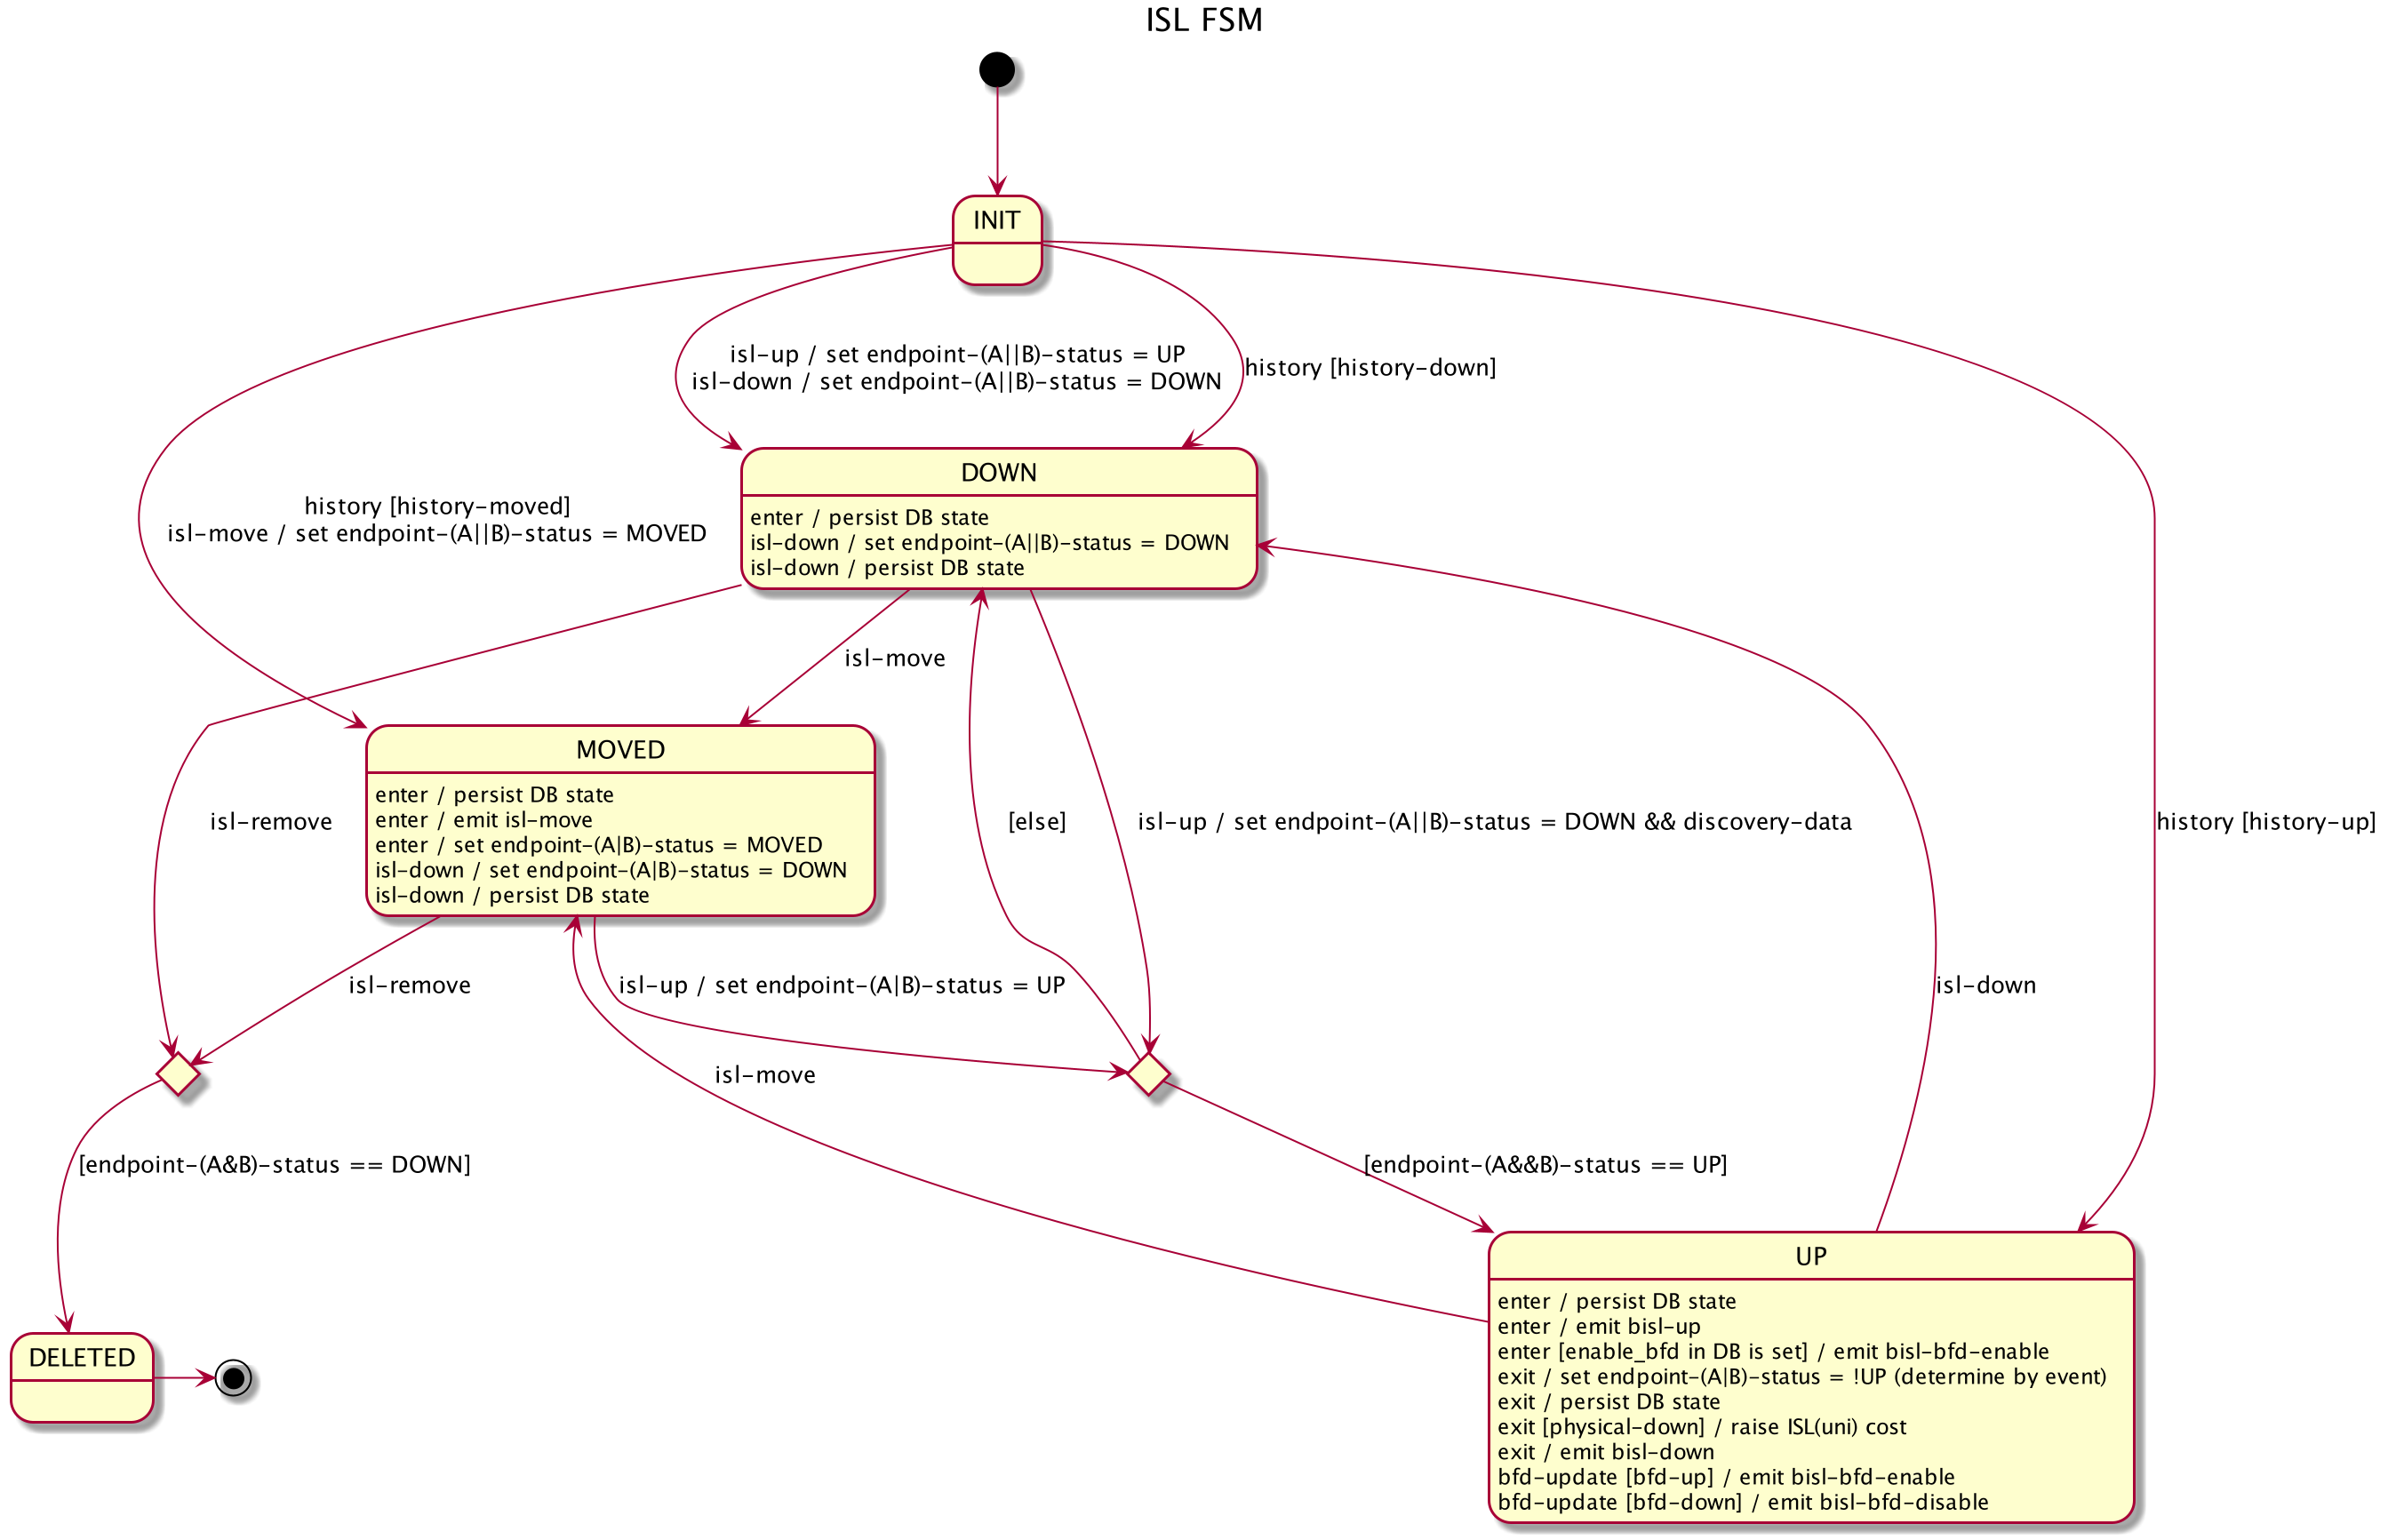 ISL FSM
INIT
isl-up / set endpoint-(A||B)-status = UP
isl-down / set endpoint-(A||B)-status = DOWN
history [history-down]
DOWN
enter / persist DB state
isl-down / set endpoint-(A||B)-status = DOWN
isl-down / persist DB state
history [history-moved]
isl-move / set endpoint-(A||B)-status = MOVED
isl-move
MOVED
enter / persist DB state
enter / emit isl-move
enter / set endpoint-(A|B)-status = MOVED
isl-down / set endpoint-(A|B)-status = DOWN
isl-down / persist DB state
isl-remove
[else]
isl-up / set endpoint-(A||B)-status = DOWN && discovery-data
history [history-up]
isl-remove
isl-up / set endpoint-(A|B)-status = UP
isl-down
isl-move
[endpoint-(A&B)-status == DOWN]
[endpoint-(A&&B)-status == UP]
UP
enter / persist DB state
enter / emit bisl-up
enter [enable_bfd in DB is set] / emit bisl-bfd-enable
exit / set endpoint-(A|B)-status = !UP (determine by event)
exit / persist DB state
exit [physical-down] / raise ISL(uni) cost
exit / emit bisl-down
bfd-update [bfd-up] / emit bisl-bfd-enable
bfd-update [bfd-down] / emit bisl-bfd-disable
DELETED